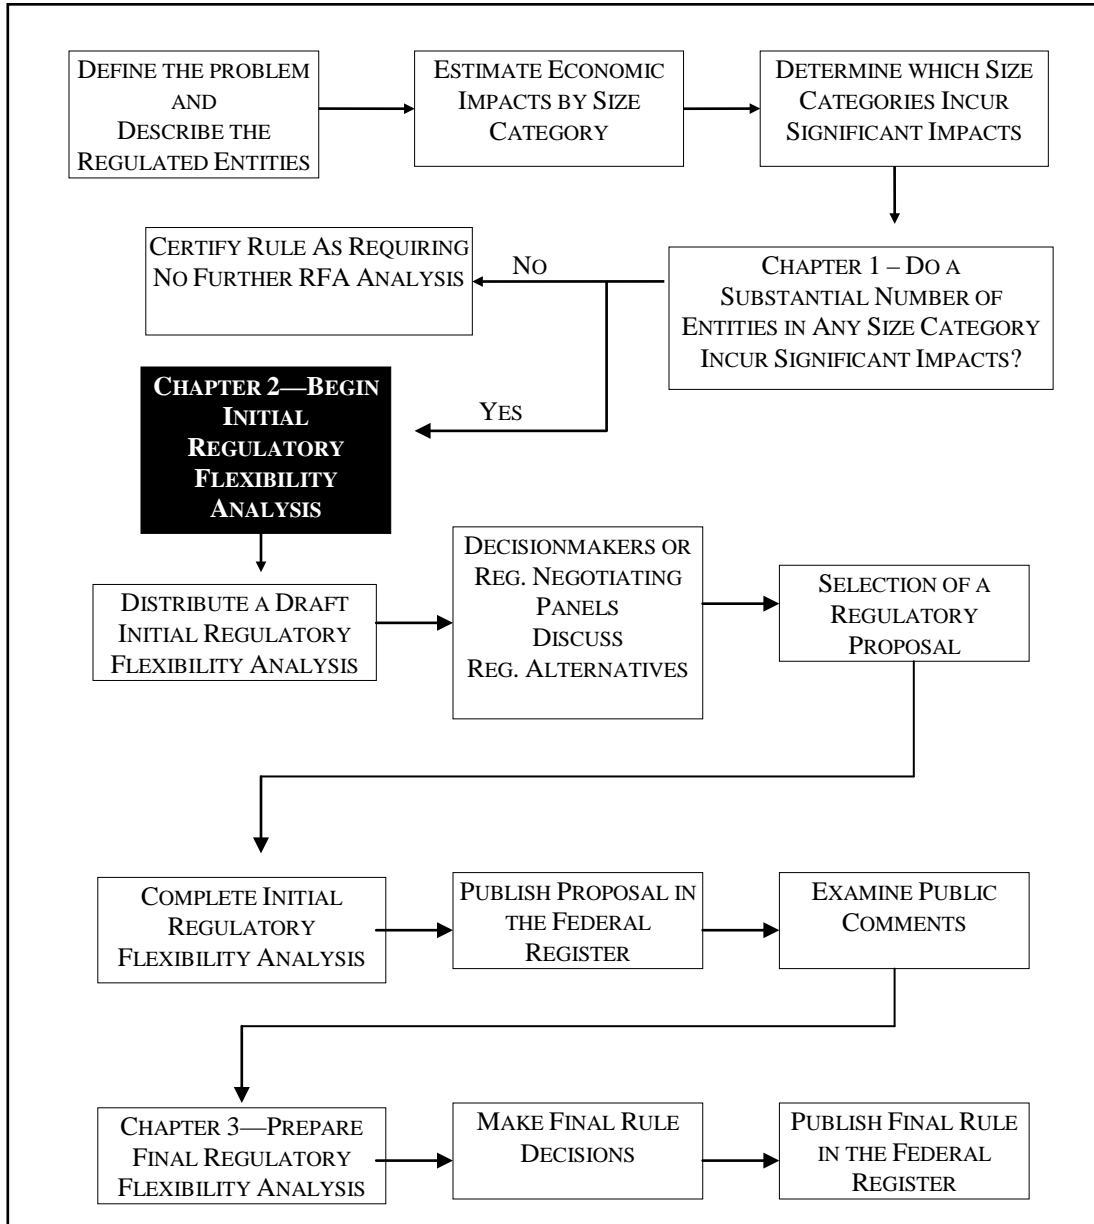 DEFINE THE PROBLEM
AND
DESCRIBE THE
REGULATED ENTITIES
ESTIMATE ECONOMIC
IMPACTS BY SIZE
CATEGORY
DETERMINE WHICH SIZE
CATEGORIES INCUR
SIGNIFICANT IMPACTS
CERTIFY RULE AS REQUIRING
NO FURTHER RFA ANALYSIS
NO
CHAPTER 1 – DO A
SUBSTANTIAL NUMBER OF
ENTITIES IN ANY SIZE CATEGORY
INCUR SIGNIFICANT IMPACTS?
CHAPTER 2—BEGIN
INITIAL
REGULATORY
FLEXIBILITY
ANALYSIS
YES
DISTRIBUTE A DRAFT
INITIAL REGULATORY
FLEXIBILITY ANALYSIS
DECISIONMAKERS OR
REG. NEGOTIATING
PANELS
DISCUSS
REG. ALTERNATIVES
SELECTION OF A
REGULATORY
PROPOSAL
COMPLETE INITIAL
REGULATORY
FLEXIBILITY ANALYSIS
PUBLISH PROPOSAL IN
THE FEDERAL
REGISTER
EXAMINE PUBLIC
COMMENTS
CHAPTER 3—PREPARE
FINAL REGULATORY
FLEXIBILITY ANALYSIS
MAKE FINAL RULE
DECISIONS
PUBLISH FINAL RULE
IN THE FEDERAL
REGISTER